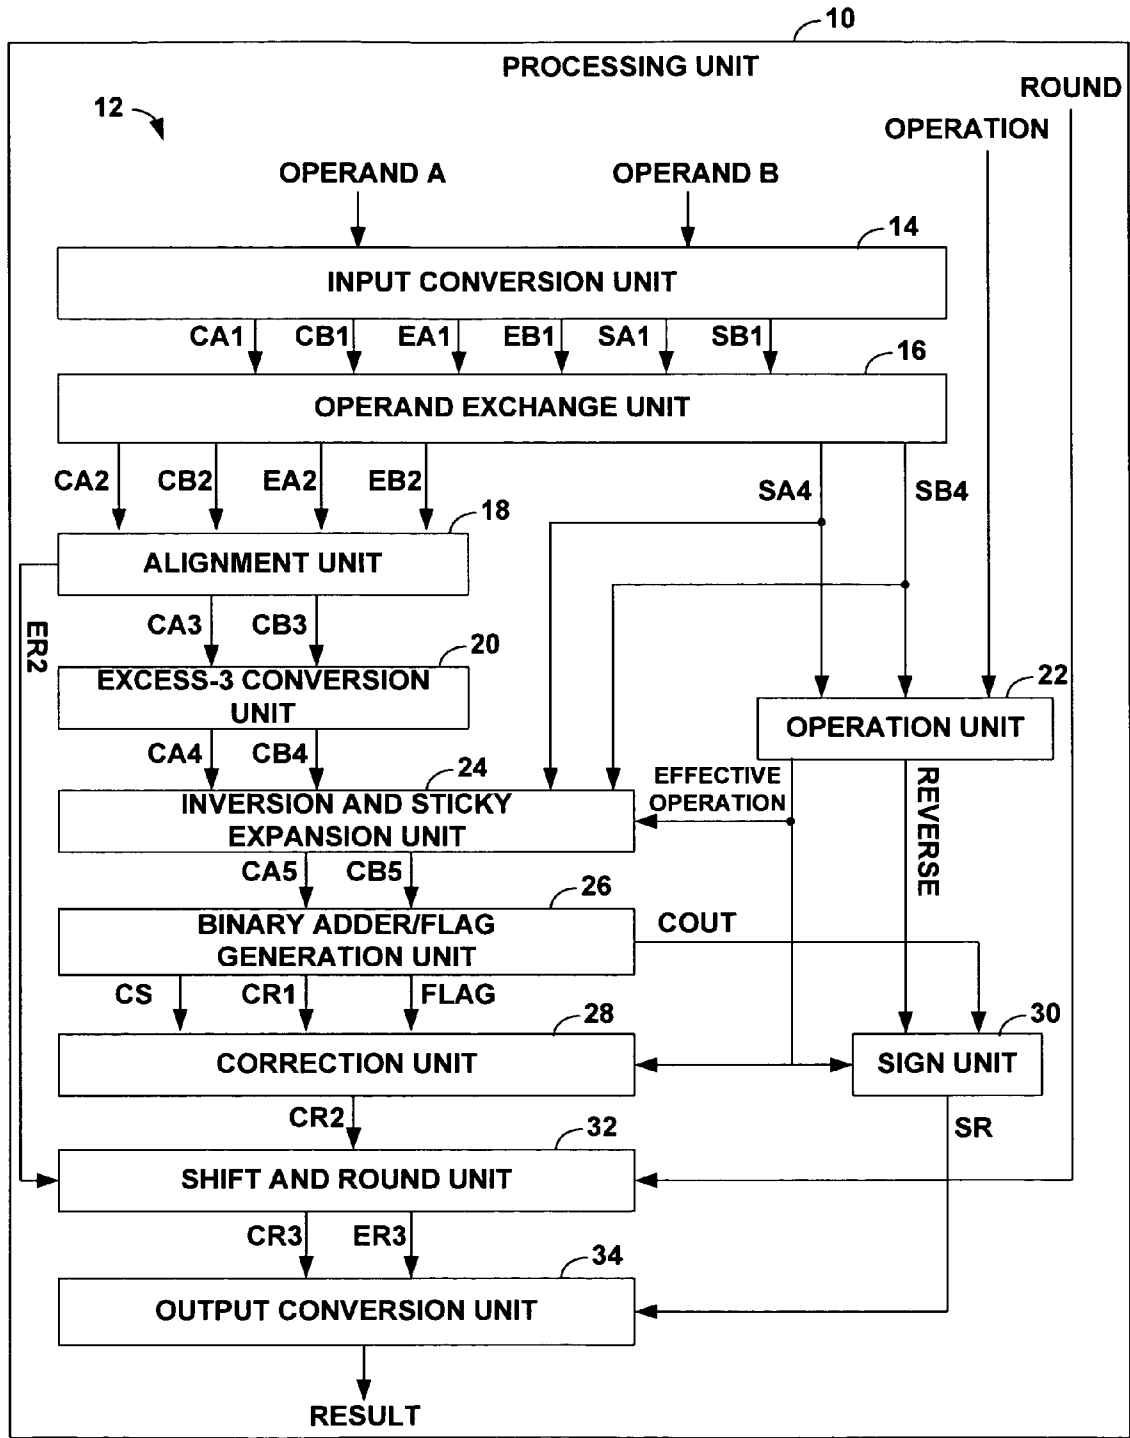 10
PROCESSING UNIT
ROUND
12
OPERATION
OPERAND A
OPERAND B
14
INPUT CONVERSION UNIT
CA1
CB1
EA1
EB1
SA1
SB1
16
OPERAND EXCHANGE UNIT
CA2
CB2
EA2
EB2
SA4
SB4
18
ALIGNMENT UNIT
ER2
CA3
CB3
20
EXCESS-3 CONVERSION
UNIT
22
OPERATION UNIT
CA4
CB4
24
EFFECTIVE
OPERATION
REVERSE
INVERSION AND STICKY
EXPANSION UNIT
CA5
CB5
26
BINARY ADDER/FLAG
GENERATION UNIT
COUT
CS
CR1
FLAG
28
30
CORRECTION UNIT
SIGN UNIT
CR2
SR
32
SHIFT AND ROUND UNIT
CR3
ER3
34
OUTPUT CONVERSION UNIT
RESULT